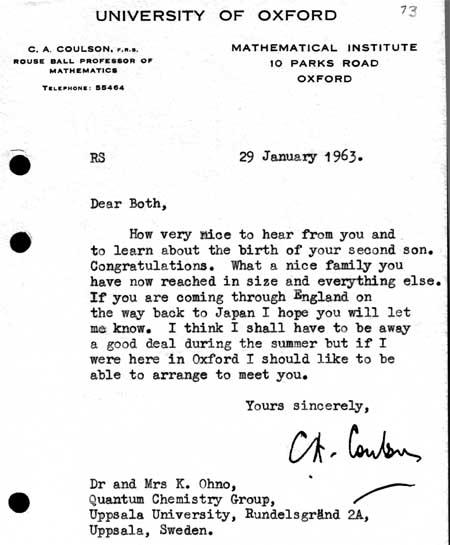 UNIVERSITY OF OXFORD
73
C. A. COULSON, F.R.S.
ROUSE BALL PROFESSOR OF
MATHEMATICS
TELEPHONE: 55464
MATHEMATICAL INSTITUTE
10 PARKS ROAD
OXFORD
RS
29 January 1963.
Dear Both,
How very nice to hear from you and
to learn about the birth of your second son.
Congratulations. What a nice family you
have now reached in size and everything else.
If you are coming through England on
the way back to Japan I hope you will let
me know. I think I shall have to be away
a good deal during the summer but if I
were here in Oxford I should like to be
able to arrange to meet you.
Yours sincerely,
C.A. Coulson
Dr and Mrs K. Ohno,
Quantum Chemistry Group,
Uppsala University, Rundelsgränd 2A,
Uppsala, Sweden.